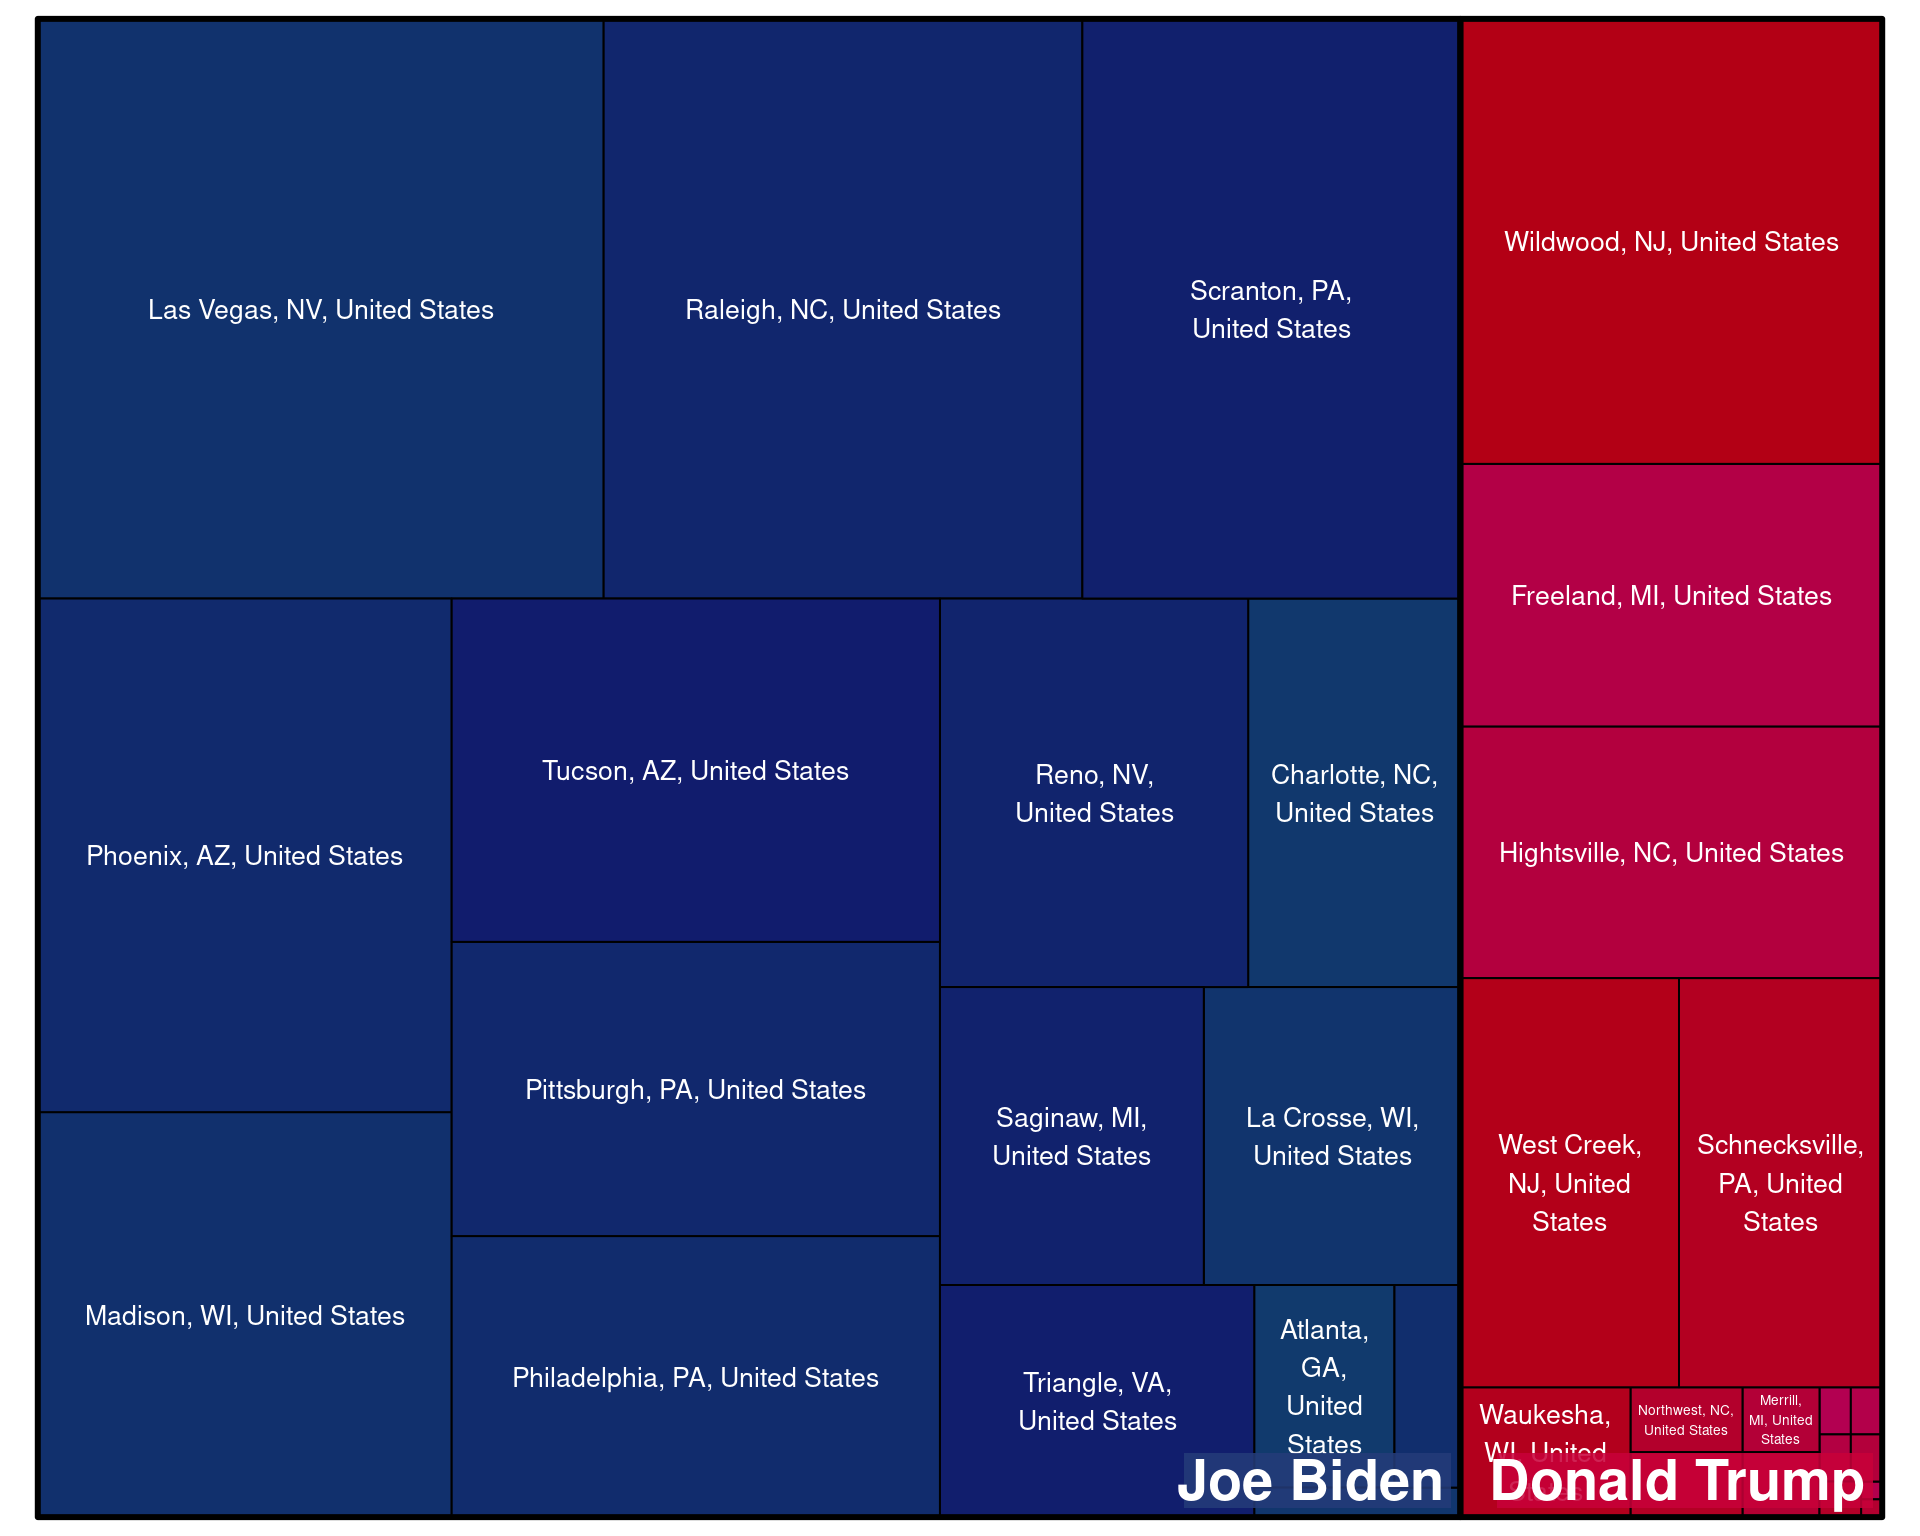 Las Vegas, NV, United States
Raleigh, NC, United States
Scranton, PA,
United States
Phoenix, AZ, United States
Tucson, AZ, United States
Reno, NV,
United States
Charlotte, NC,
United States
Pittsburgh, PA, United States
Saginaw, MI,
United States
La Crosse, WI,
United States
Madison, WI, United States
Philadelphia, PA, United States
Triangle, VA,
United States
Atlanta,
GA,
United
States
Joe Biden
Wildwood, NJ, United States
Freeland, MI, United States
Hightsville, NC, United States
West Creek,
NJ, United
States
Schnecksville,
PA, United
States
Waukesha,
WI, United
States
Northwest, NC,
United States
Merrill,
MI, United
States
Donald Trump